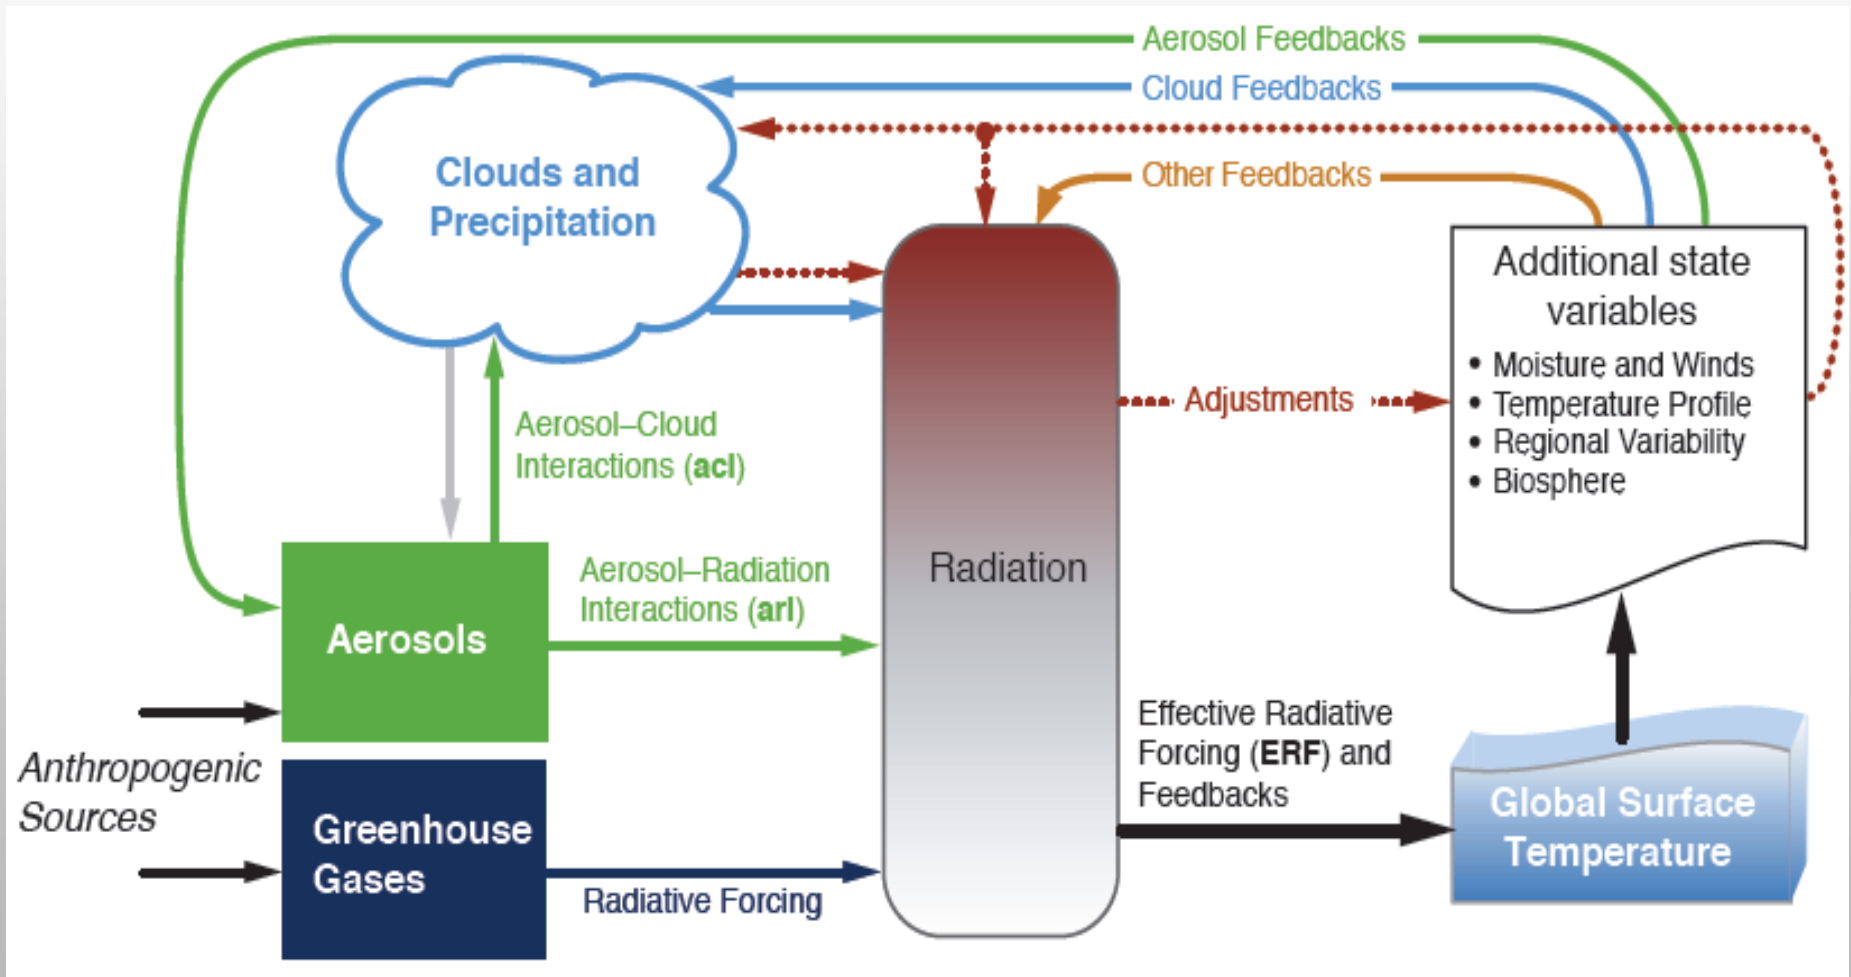 Aerosol Feedbacks
Cloud Feedbacks
Other Feedbacks
Clouds and
Precipitation
Additional state
variables
• Moisture and Winds
• Temperature Profile
• Regional Variability
• Biosphere
Adjustments
Aerosol–Cloud
Interactions (acI)
Aerosol–Radiation
Interactions (arI)
Radiation
Aerosols
Anthropogenic
Sources
Greenhouse
Gases
Radiative Forcing
Effective Radiative
Forcing (ERF) and
Feedbacks
Global Surface
Temperature